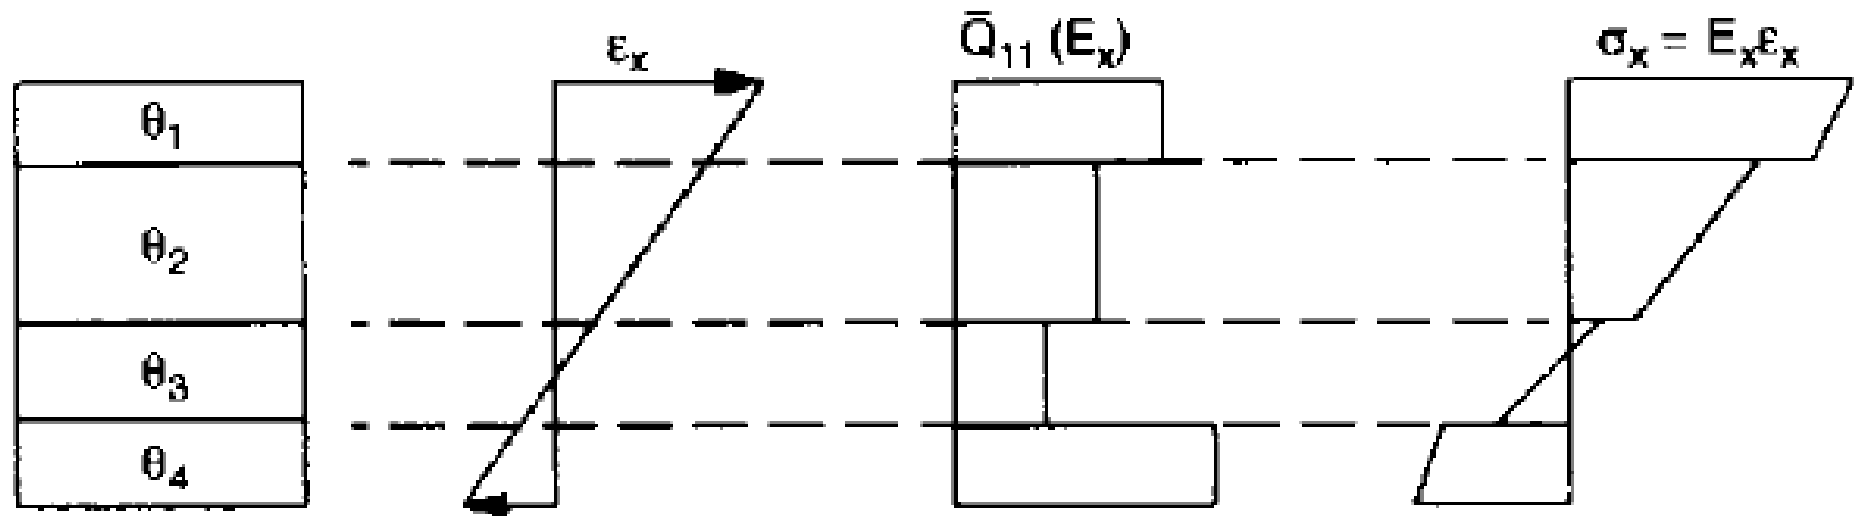 εₓ
Q̄₁₁ (Eₓ)
σₓ = Eₓεₓ
θ₁
θ₂
θ₃
θ₄